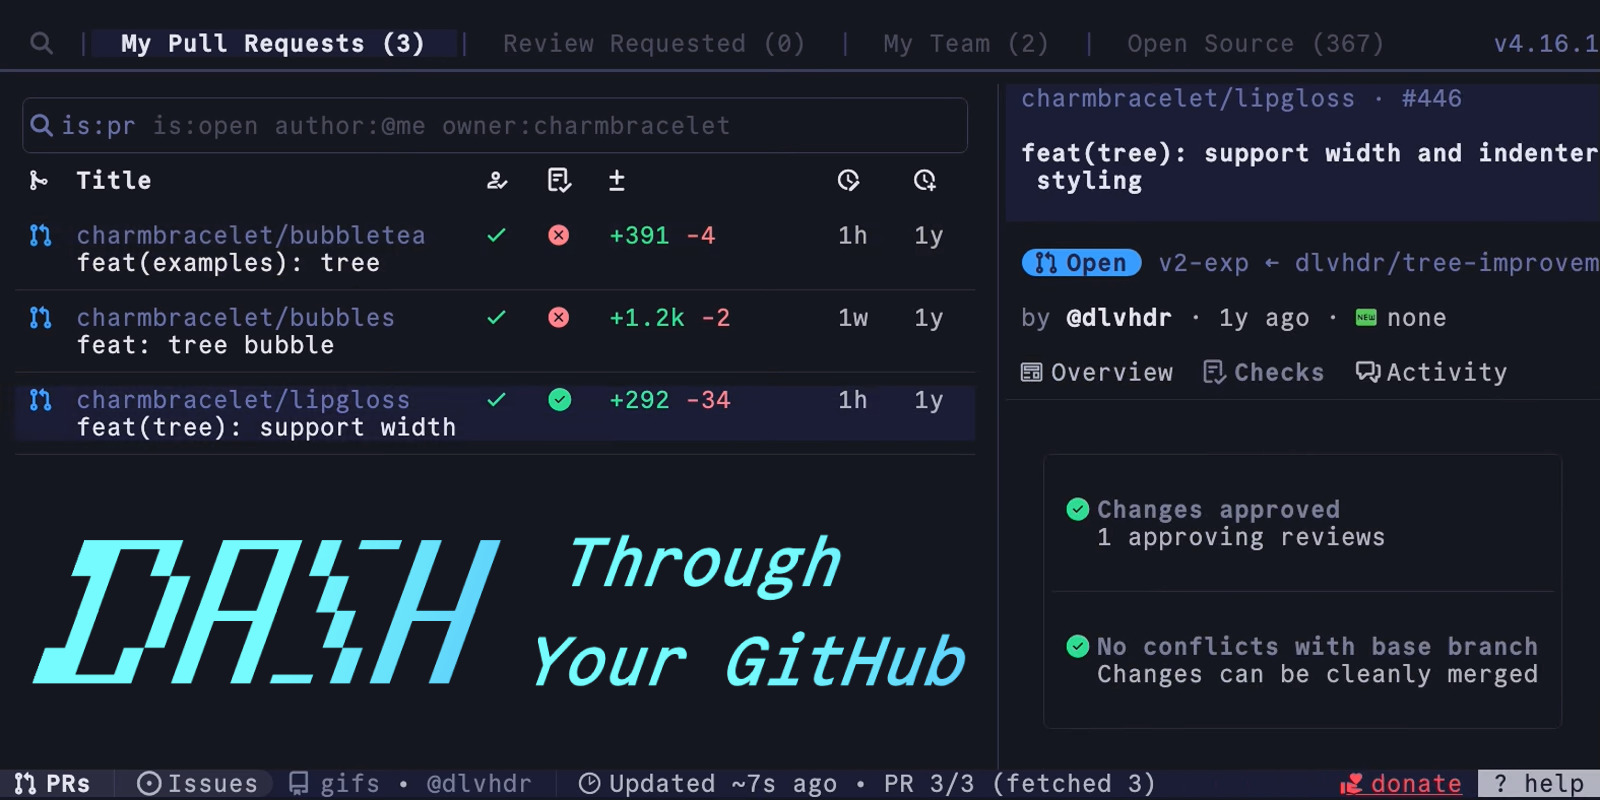 | My Pull Requests (3) | Review Requested (0) | My Team (2) | Open Source (367) v4.16.1
is:pr is:open author:@me owner:charmbracelet
Title ±
charmbracelet/bubbletea +391 -4 1h 1y
feat(examples): tree
charmbracelet/bubbles +1.2k -2 1w 1y
feat: tree bubble
charmbracelet/lipgloss +292 -34 1h 1y
feat(tree): support width
DASH
Through
Your GitHub
charmbracelet/lipgloss · #446
feat(tree): support width and indenter
styling
Open v2-exp ← dlvhdr/tree-improvem
by @dlvhdr · 1y ago · NEW none
Overview Checks Activity
Changes approved
1 approving reviews
No conflicts with base branch
Changes can be cleanly merged
PRs Issues gifs • @dlvhdr Updated ~7s ago • PR 3/3 (fetched 3) donate ? help